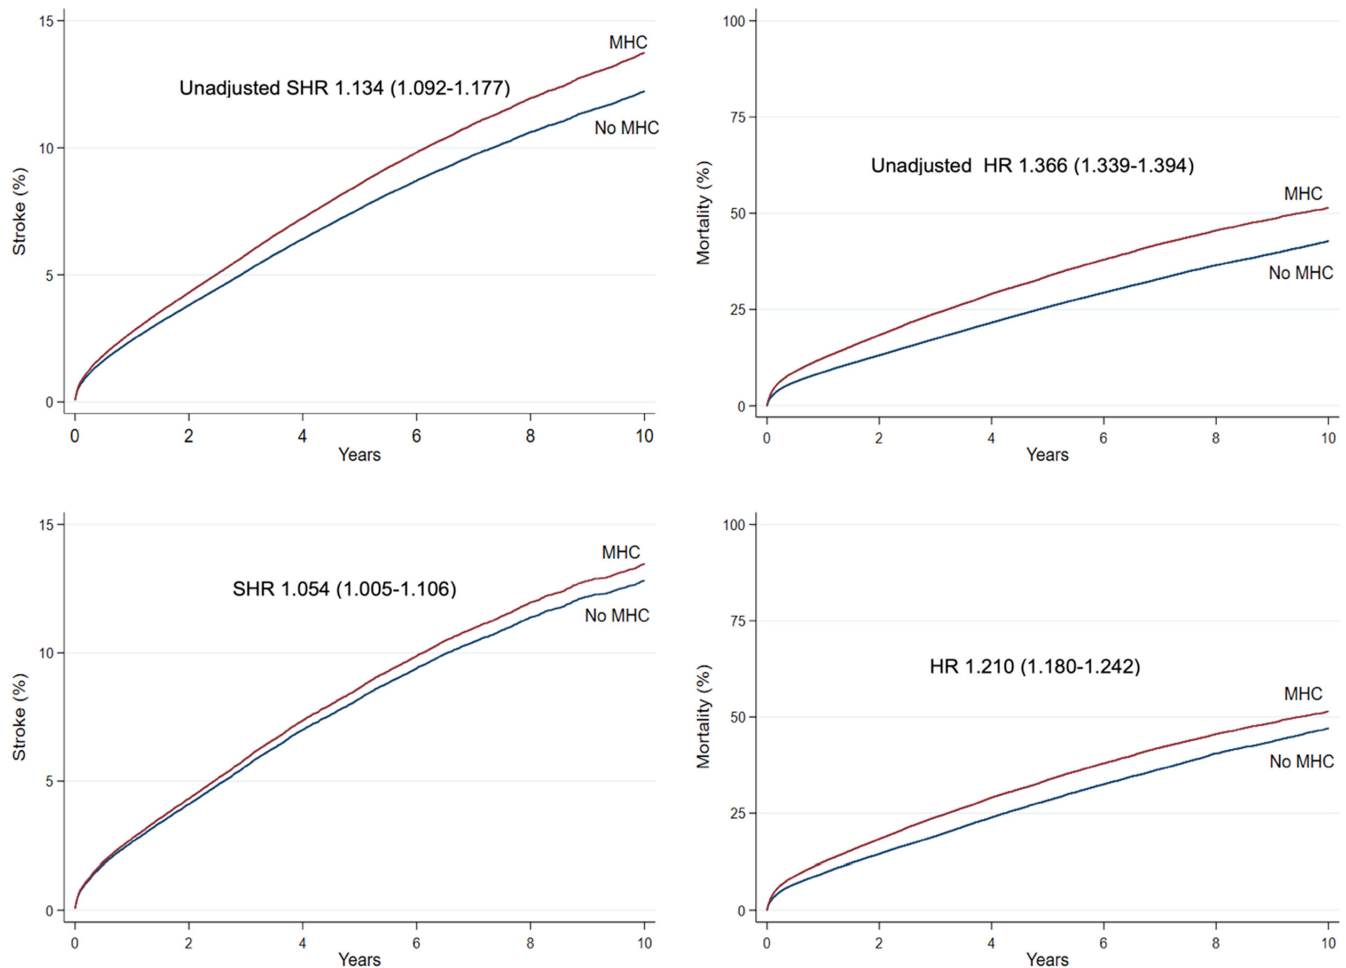 15
MHC
Unadjusted SHR 1.134 (1.092-1.177)
No MHC
10
Stroke (%)
5
0
0 2 4 6 8 10
Years
100
75
Unadjusted  HR 1.366 (1.339-1.394)
Mortality (%)
MHC
50
No MHC
25
0
0 2 4 6 8 10
Years
15
MHC
SHR 1.054 (1.005-1.106)
No MHC
10
Stroke (%)
5
0
0 2 4 6 8 10
Years
100
75
HR 1.210 (1.180-1.242)
Mortality (%)
MHC
50
No MHC
25
0
0 2 4 6 8 10
Years